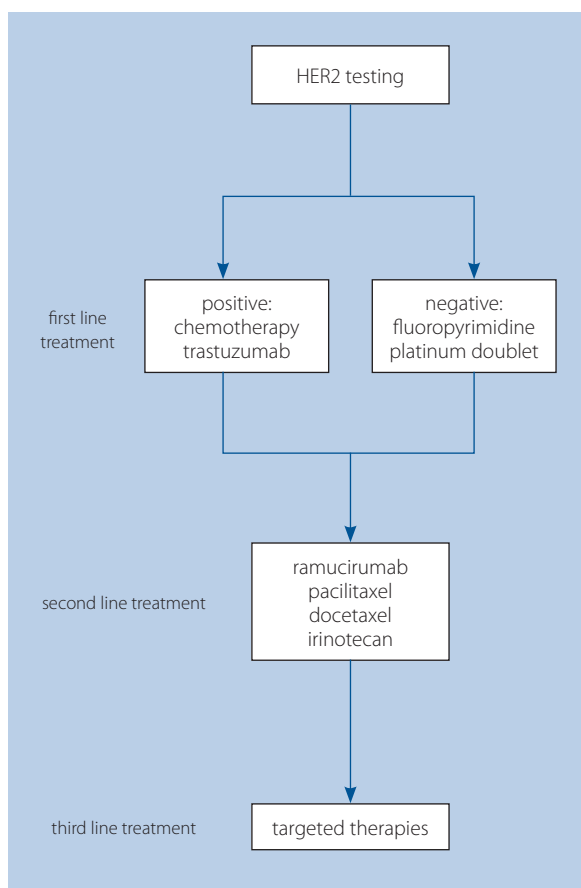 HER2 testing
first line
treatment
positive:
chemotherapy
trastuzumab
negative:
fluoropyrimidine
platinum doublet
second line treatment
ramucirumab
pacilitaxel
docetaxel
irinotecan
third line treatment
targeted therapies